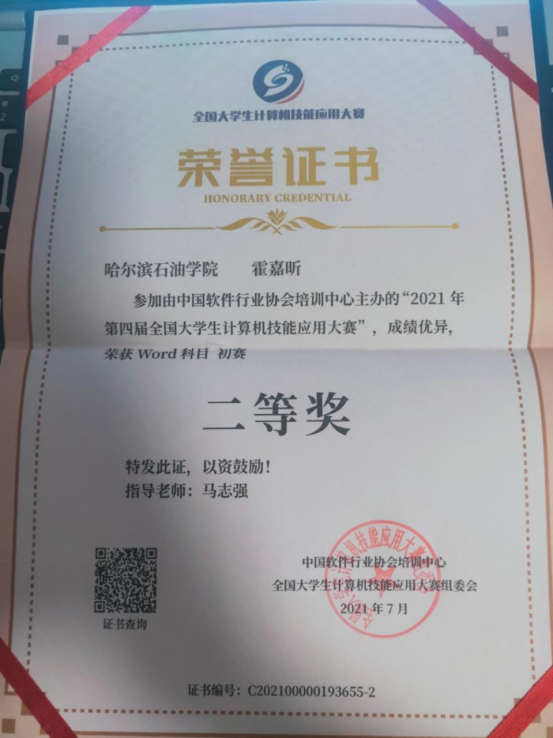 全国大学生计算机技能应用大赛
荣誉证书
HONORARY CREDENTIAL
哈尔滨石油学院 霍嘉昕
参加由中国软件行业协会培训中心主办的“2021 年
第四届全国大学生计算机技能应用大赛”，成绩优异，
荣获 Word 科目 初赛
二等奖
特发此证，以资鼓励！
指导老师：马志强
中国软件行业协会培训中心
全国大学生计算机技能应用大赛组委会
2021 年 7 月
证书查询
证书编号：C202100000193655-2